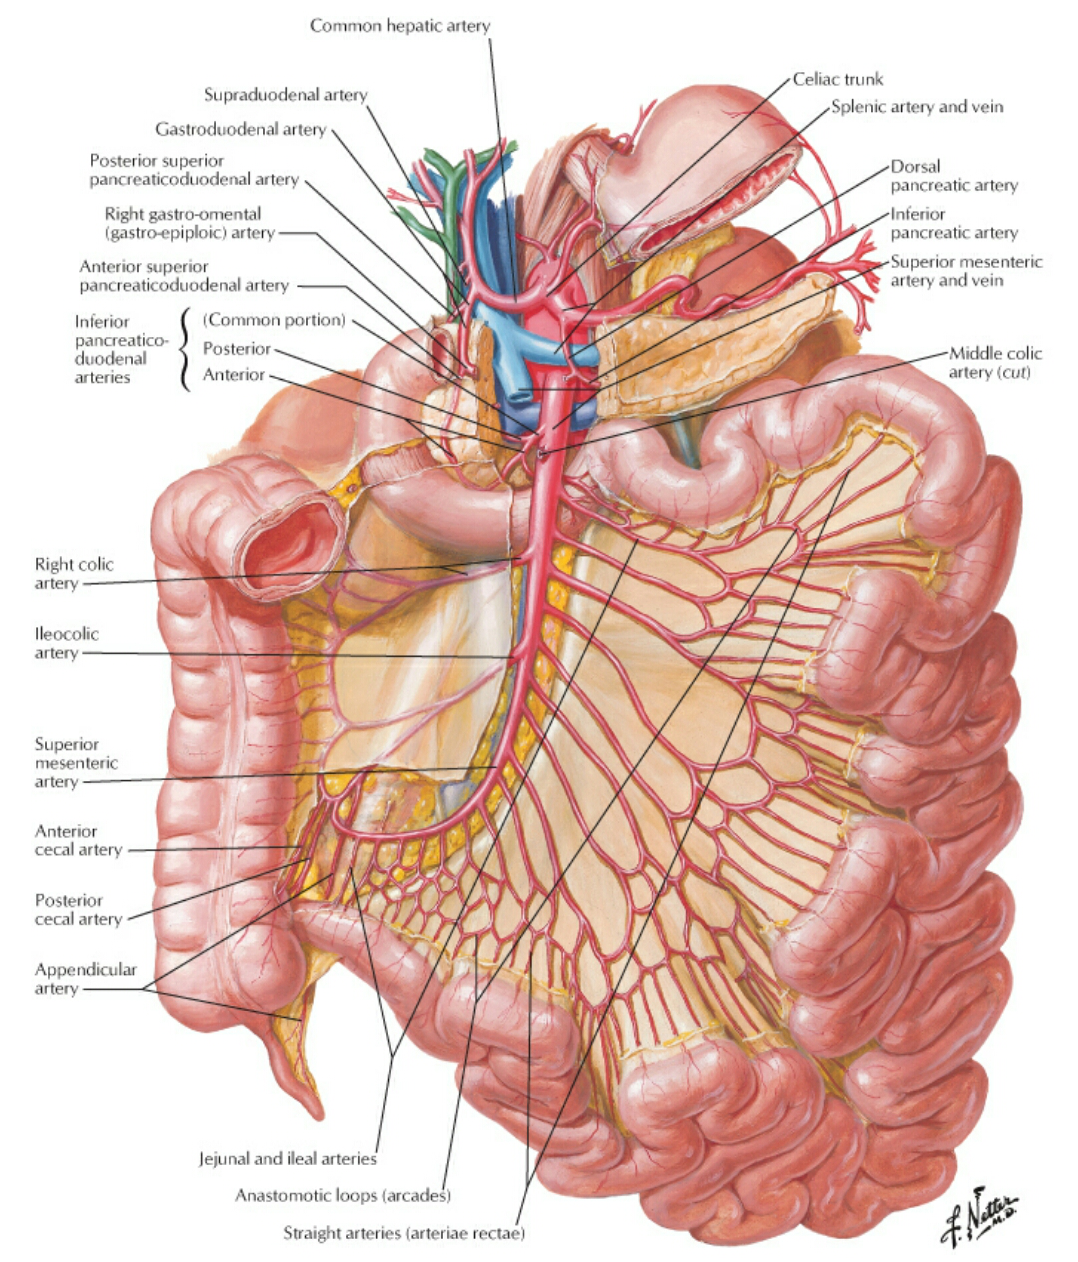 Common hepatic artery
Supraduodenal artery
Gastroduodenal artery
Posterior superior
pancreaticoduodenal artery
Right gastro-omental
(gastro-epiploic) artery
Anterior superior
pancreaticoduodenal artery
Inferior
pancreatico-
duodenal
arteries
(Common portion)
Posterior
Anterior
Celiac trunk
Splenic artery and vein
Dorsal
pancreatic artery
Inferior
pancreatic artery
Superior mesenteric
artery and vein
Middle colic
artery (cut)
Right colic
artery
Ileocolic
artery
Superior
mesenteric
artery
Anterior
cecal artery
Posterior
cecal artery
Appendicular
artery
Jejunal and ileal arteries
Anastomotic loops (arcades)
Straight arteries (arteriae rectae)
F. Netter
M.D.